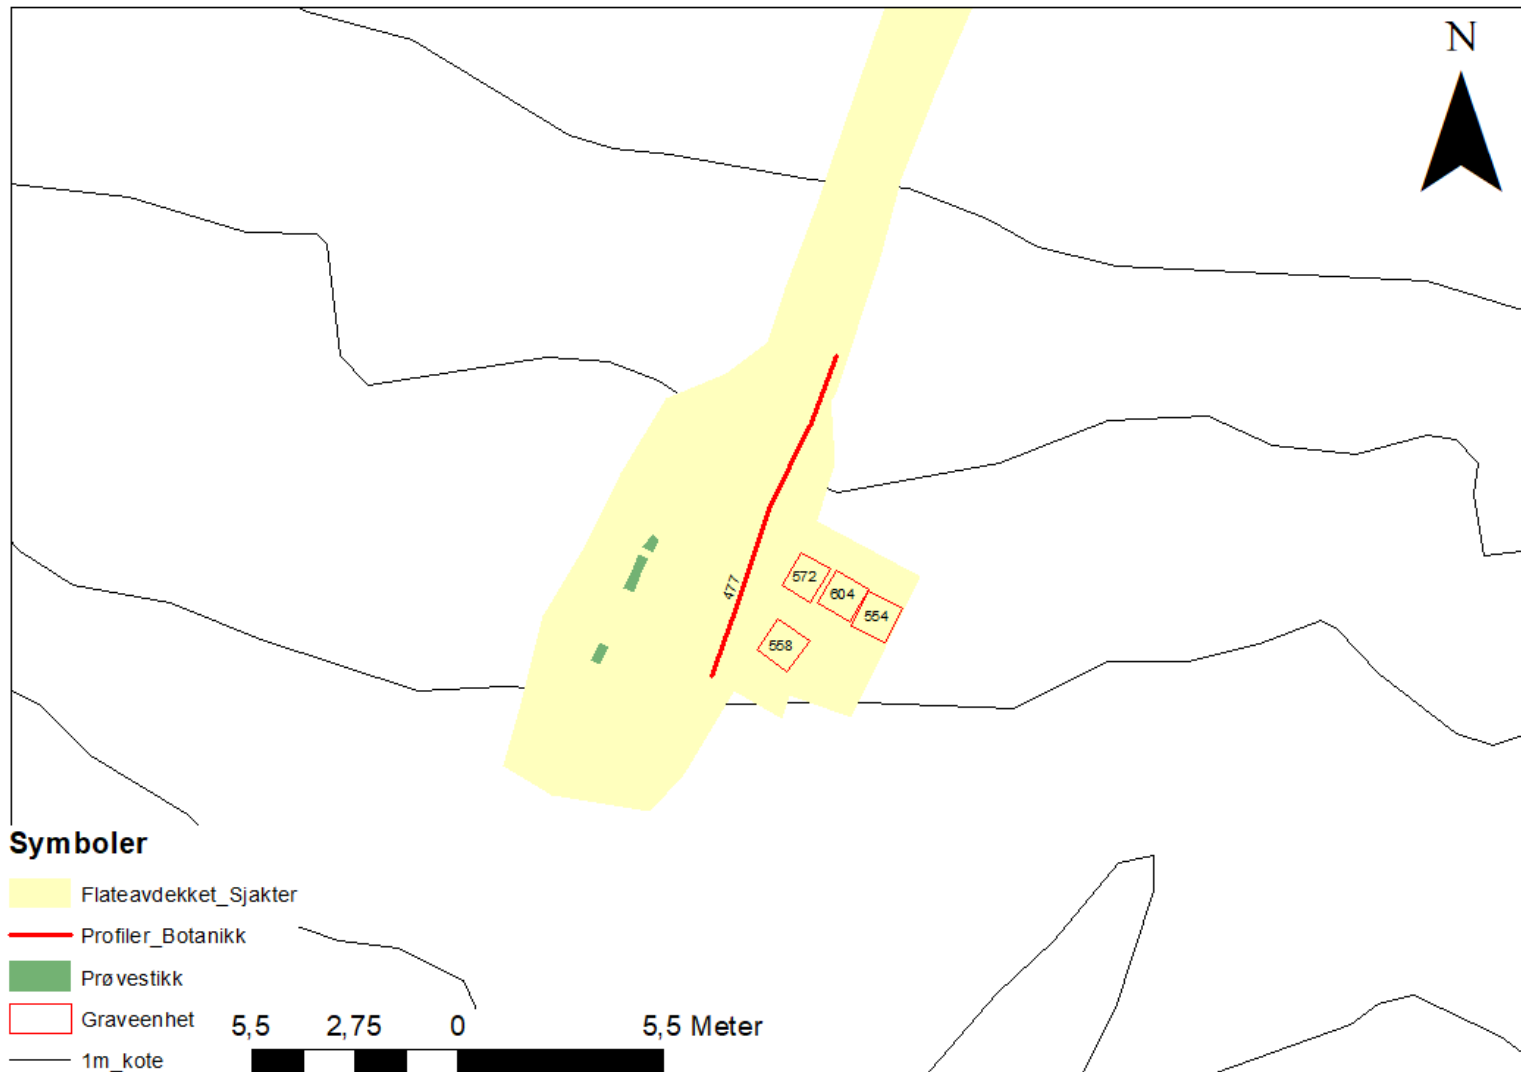 N
477
572
604
554
558
Symboler
Flateavdekket_Sjakter
Profiler_Botanikk
Prøvestikk
Graveenhet
1m_kote
5,5 2,75 0 5,5 Meter